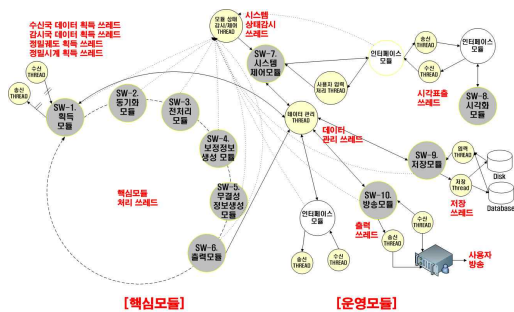 수신국 데이터 획득 쓰레드
감시국 데이터 획득 쓰레드
정밀궤도 획득 쓰레드
정밀시계 획득 쓰레드
수신
THREAD
송신
THREAD
SW-1.
획득
모듈
SW-2.
동기화
모듈
SW-3.
전처리
모듈
SW-4.
보정정보
생성 모듈
SW-5.
무결성
정보생성
모듈
SW-6.
출력모듈
핵심모듈
처리 쓰레드
모듈 상태
감시/제어
THREAD
시스템
상태감시
쓰레드
SW-7.
시스템
제어모듈
사용자 입력
처리 THREAD
인터페이스
모듈
송신
THREAD
수신
THREAD
인터페이스
모듈
시각표출
쓰레드
SW-8.
시각화
모듈
데이터 관리
THREAD
데이터
관리 쓰레드
SW-9.
저장모듈
입력
THREAD
저장
Thread
저장
쓰레드
Disk
Database
SW-10.
방송모듈
출력
쓰레드
송신
THREAD
수신
THREAD
사용자
방송
인터페이스
모듈
송신
THREAD
수신
THREAD
[핵심모듈]
[운영모듈]